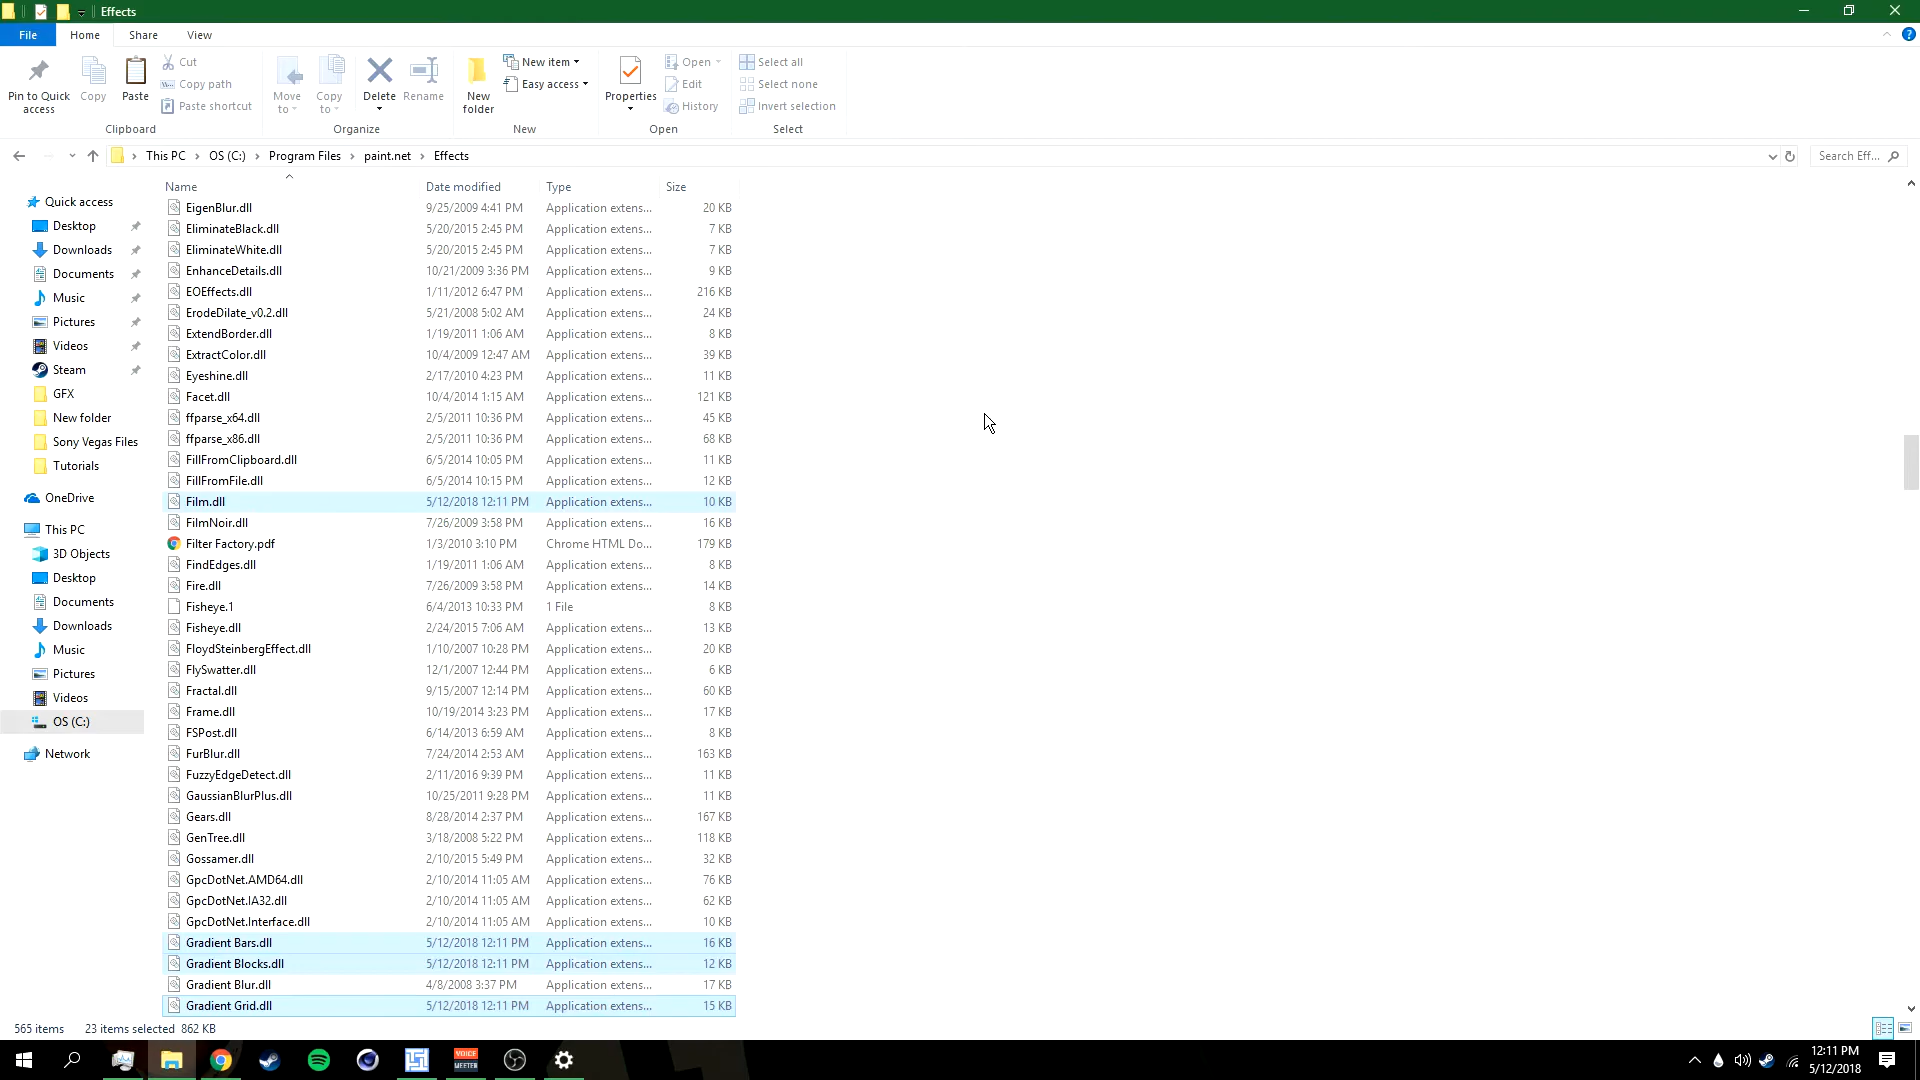 Effects
File Home Share View
Pin to Quick access
Copy
Paste
Cut
Copy path
Paste shortcut
Clipboard
Move to
Copy to
Delete
Rename
Organize
New folder
New item
Easy access
New
Properties
Open
Edit
History
Open
Select all
Select none
Invert selection
Select
This PC › OS (C:) › Program Files › paint.net › Effects
Search Eff...
Name Date modified Type Size
Quick access
Desktop
Downloads
Documents
Music
Pictures
Videos
Steam
GFX
New folder
Sony Vegas Files
Tutorials
OneDrive
This PC
3D Objects
Desktop
Documents
Downloads
Music
Pictures
Videos
OS (C:)
Network
EigenBlur.dll 9/25/2009 4:41 PM Application extens... 20 KB
EliminateBlack.dll 5/20/2015 2:45 PM Application extens... 7 KB
EliminateWhite.dll 5/20/2015 2:45 PM Application extens... 7 KB
EnhanceDetails.dll 10/21/2009 3:36 PM Application extens... 9 KB
EOEffects.dll 1/11/2012 6:47 PM Application extens... 216 KB
ErodeDilate_v0.2.dll 5/21/2008 5:02 AM Application extens... 24 KB
ExtendBorder.dll 1/19/2011 1:06 AM Application extens... 8 KB
ExtractColor.dll 10/4/2009 12:47 AM Application extens... 39 KB
Eyeshine.dll 2/17/2010 4:23 PM Application extens... 11 KB
Facet.dll 10/4/2014 1:15 AM Application extens... 121 KB
ffparse_x64.dll 2/5/2011 10:36 PM Application extens... 45 KB
ffparse_x86.dll 2/5/2011 10:36 PM Application extens... 68 KB
FillFromClipboard.dll 6/5/2014 10:05 PM Application extens... 11 KB
FillFromFile.dll 6/5/2014 10:15 PM Application extens... 12 KB
Film.dll 5/12/2018 12:11 PM Application extens... 10 KB
FilmNoir.dll 7/26/2009 3:58 PM Application extens... 16 KB
Filter Factory.pdf 1/3/2010 3:10 PM Chrome HTML Do... 179 KB
FindEdges.dll 1/19/2011 1:06 AM Application extens... 8 KB
Fire.dll 7/26/2009 3:58 PM Application extens... 14 KB
Fisheye.1 6/4/2013 10:33 PM 1 File 8 KB
Fisheye.dll 2/24/2015 7:06 AM Application extens... 13 KB
FloydSteinbergEffect.dll 1/10/2007 10:28 PM Application extens... 20 KB
FlySwatter.dll 12/1/2007 12:44 PM Application extens... 6 KB
Fractal.dll 9/15/2007 12:14 PM Application extens... 60 KB
Frame.dll 10/19/2014 3:23 PM Application extens... 17 KB
FSPost.dll 6/14/2013 6:59 AM Application extens... 8 KB
FurBlur.dll 7/24/2014 2:53 AM Application extens... 163 KB
FuzzyEdgeDetect.dll 2/11/2016 9:39 PM Application extens... 11 KB
GaussianBlurPlus.dll 10/25/2011 9:28 PM Application extens... 11 KB
Gears.dll 8/28/2014 2:37 PM Application extens... 167 KB
GenTree.dll 3/18/2008 5:22 PM Application extens... 118 KB
Gossamer.dll 2/10/2015 5:49 PM Application extens... 32 KB
GpcDotNet.AMD64.dll 2/10/2014 11:05 AM Application extens... 76 KB
GpcDotNet.IA32.dll 2/10/2014 11:05 AM Application extens... 62 KB
GpcDotNet.Interface.dll 2/10/2014 11:05 AM Application extens... 10 KB
Gradient Bars.dll 5/12/2018 12:11 PM Application extens... 16 KB
Gradient Blocks.dll 5/12/2018 12:11 PM Application extens... 12 KB
Gradient Blur.dll 4/8/2008 3:37 PM Application extens... 17 KB
Gradient Grid.dll 5/12/2018 12:11 PM Application extens... 15 KB
565 items 23 items selected 862 KB
VOICE MEETER
12:11 PM
5/12/2018